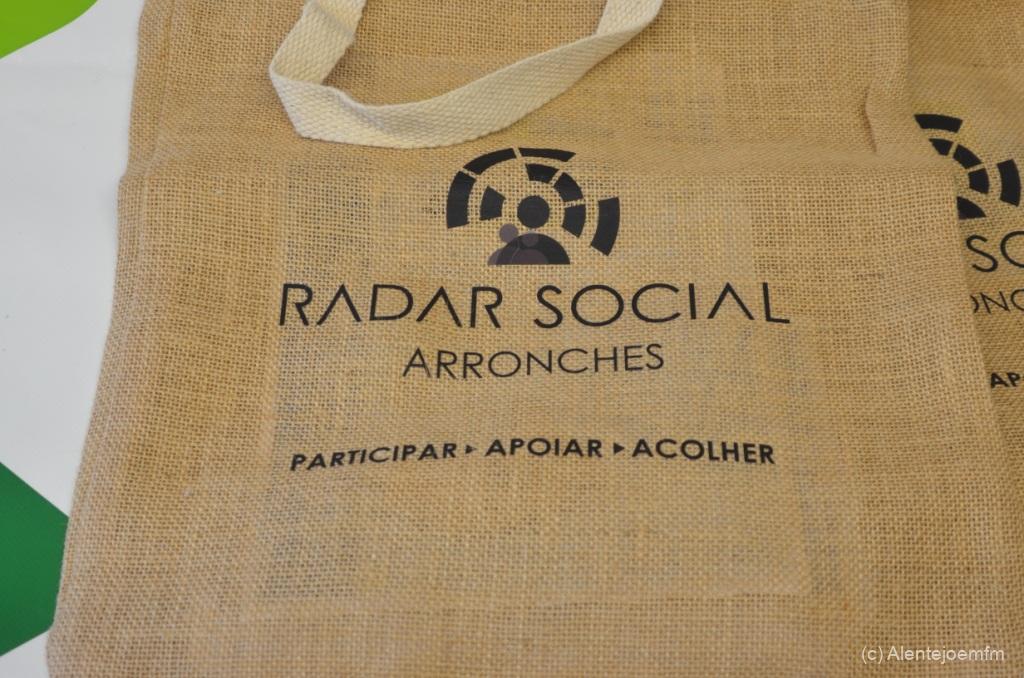 RADAR SOCIAL
ARRONCHES
PARTICIPAR ▸ APOIAR ▸ ACOLHER
(c) Alentejoemfm